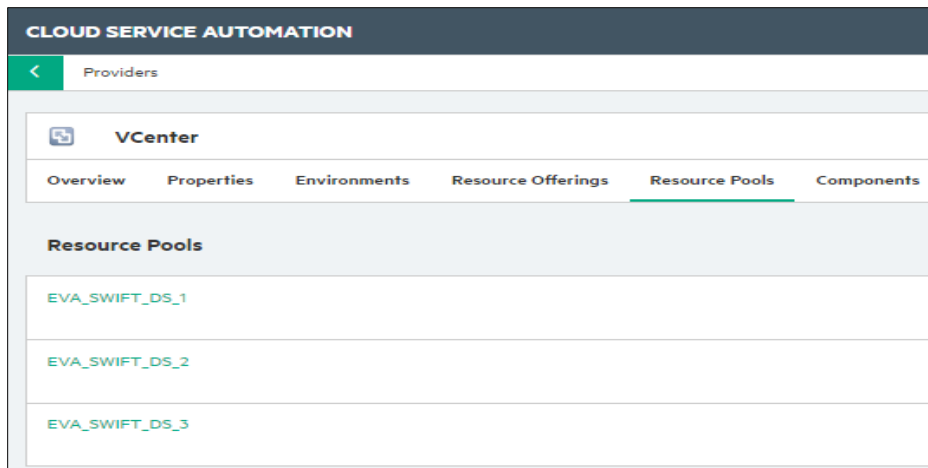 CLOUD SERVICE AUTOMATION
Providers
VCenter
Overview Properties Environments Resource Offerings Resource Pools Components
Resource Pools
EVA_SWIFT_DS_1
EVA_SWIFT_DS_2
EVA_SWIFT_DS_3